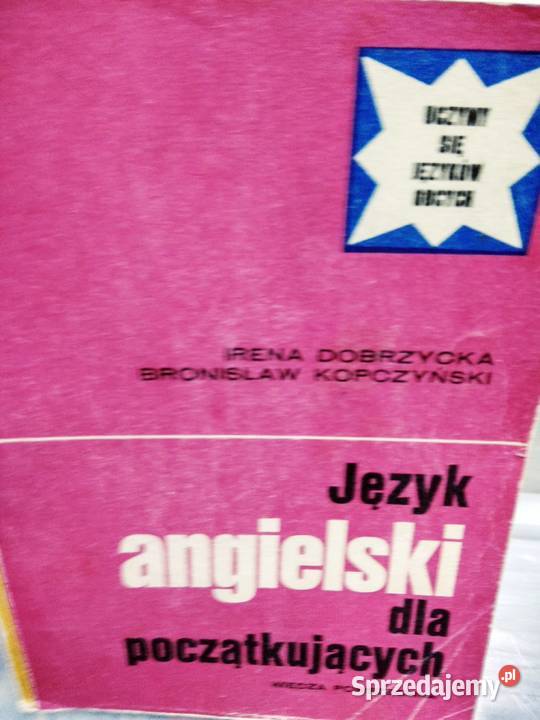 UCZYMY
SIĘ
JĘZYKÓW
OBCYCH
IRENA DOBRZYCKA
BRONISŁAW KOPCZYŃSKI
Język
angielski
dla
początkujących
WIEDZA
Sprzedajemy.pl